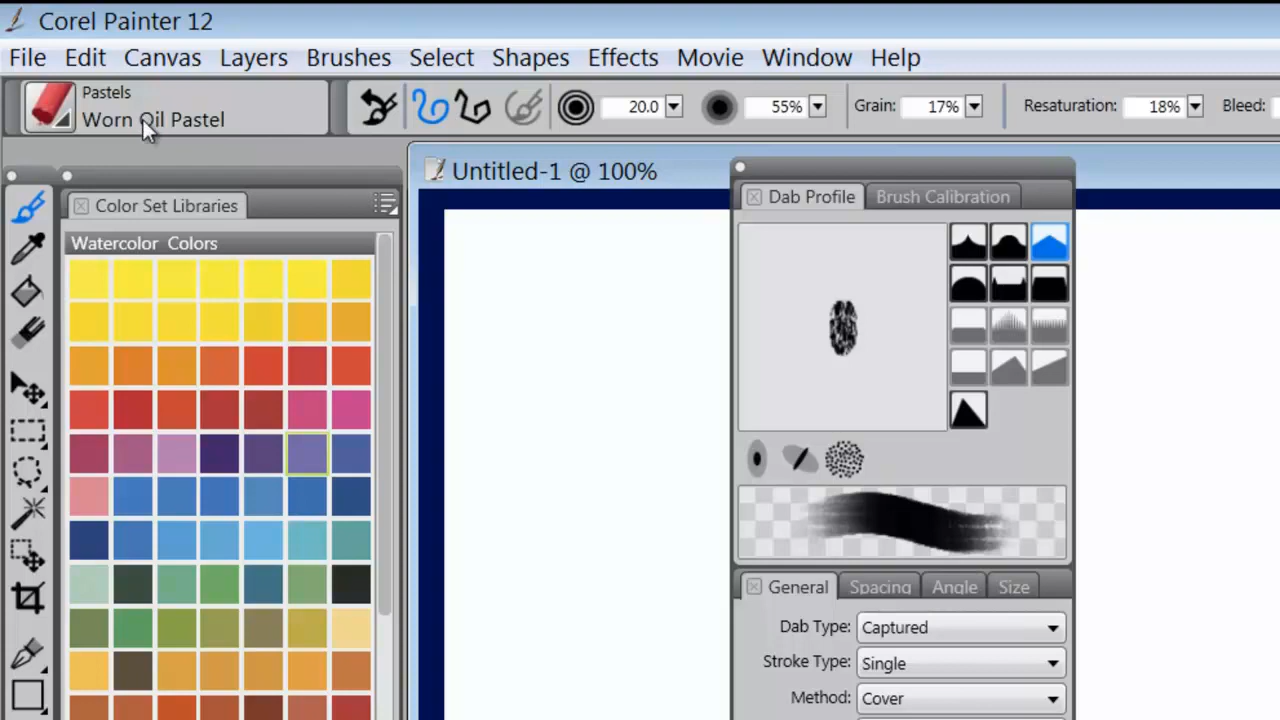 Corel Painter 12
File Edit Canvas Layers Brushes Select Shapes Effects Movie Window Help
Pastels
Worn Oil Pastel
20.0
55%
Grain: 17%
Resaturation: 18%
Bleed:
Untitled-1 @ 100%
Color Set Libraries
Watercolor Colors
Dab Profile
Brush Calibration
General
Spacing
Angle
Size
Dab Type: Captured
Stroke Type: Single
Method: Cover